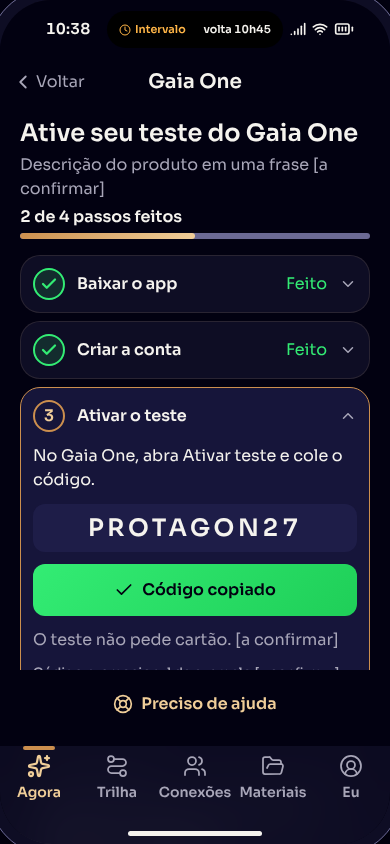 10:38
Intervalo volta 10h45
Voltar
Gaia One
Ative seu teste do Gaia One
Descrição do produto em uma frase [a
confirmar]
2 de 4 passos feitos
Baixar o app Feito
Criar a conta Feito
3 Ativar o teste
No Gaia One, abra Ativar teste e cole o
código.
PROTAGON27
Código copiado
O teste não pede cartão. [a confirmar]
Preciso de ajuda
Agora Trilha Conexões Materiais Eu